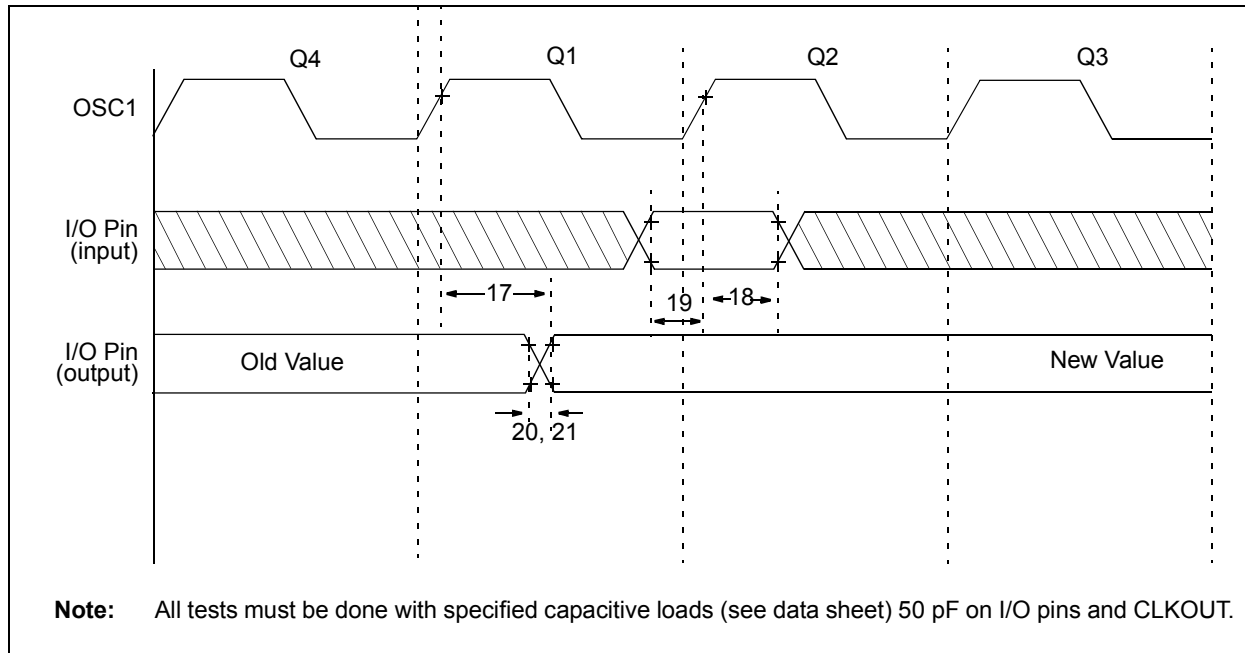 Q4 Q1 Q2 Q3
OSC1
I/O Pin
(input)
17 19 18
I/O Pin
(output)
Old Value New Value
20, 21
Note: All tests must be done with specified capacitive loads (see data sheet) 50 pF on I/O pins and CLKOUT.